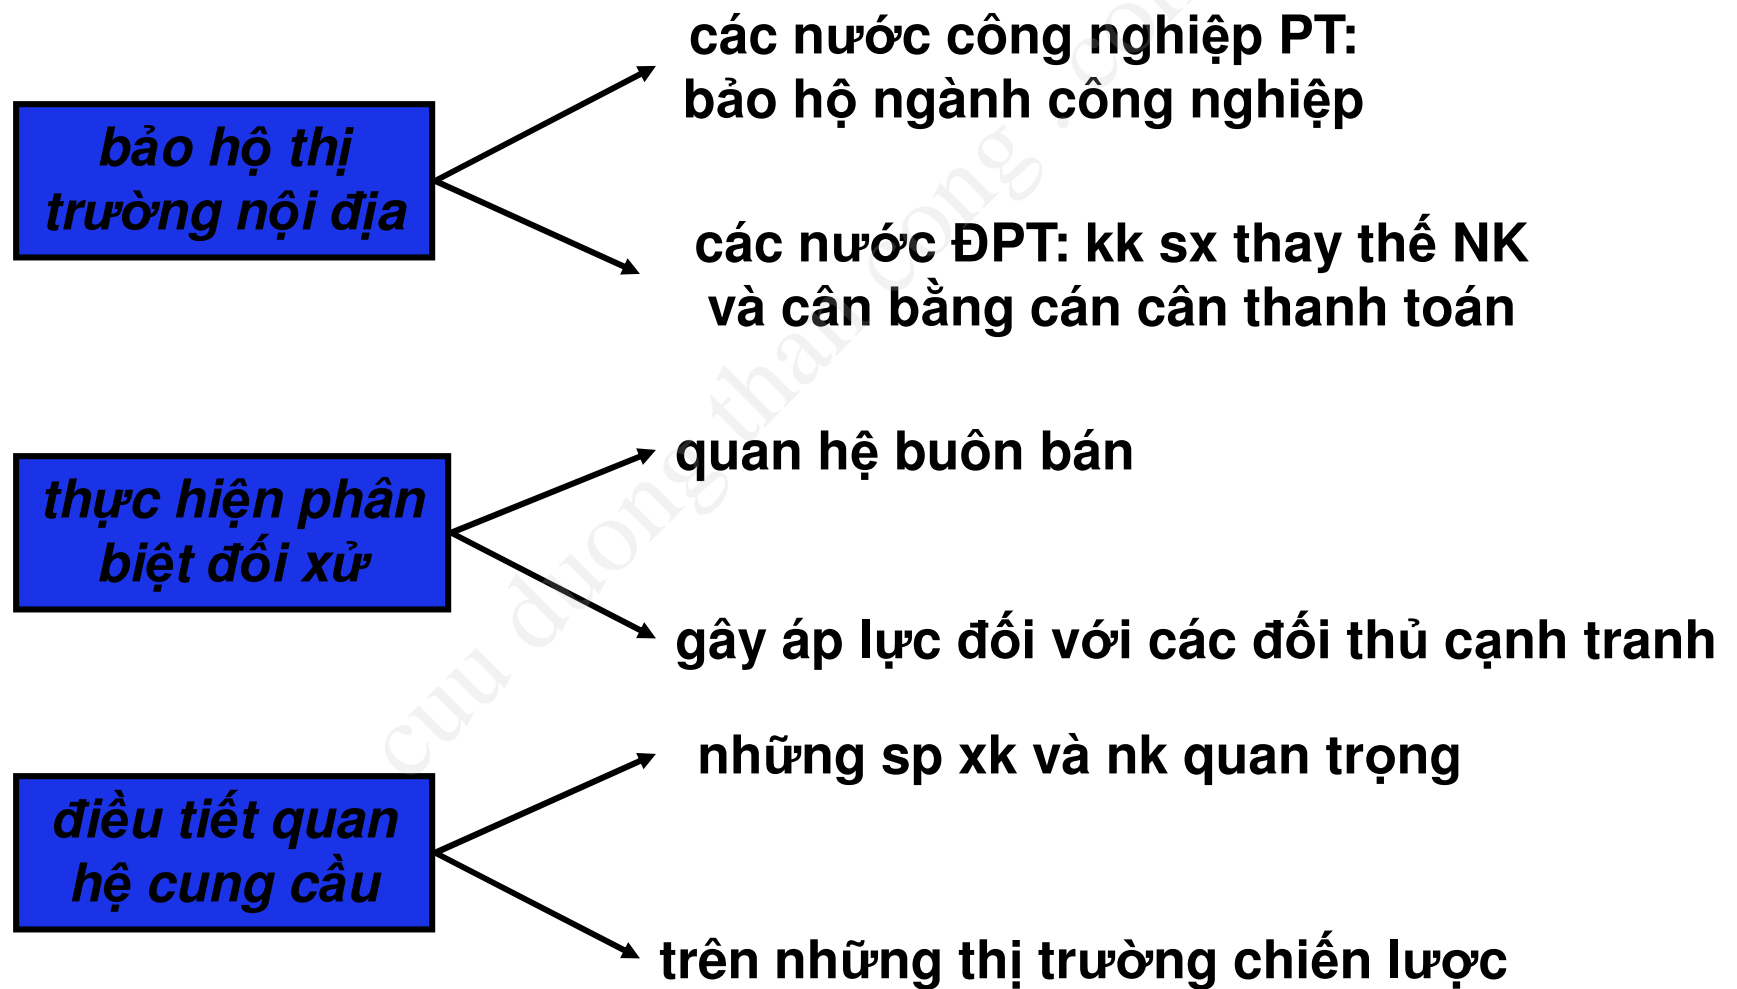 các nước công nghiệp PT:
bảo hộ ngành công nghiệp
bảo hộ thị
trường nội địa
các nước ĐPT: kk sx thay thế NK
và cân bằng cán cân thanh toán
quan hệ buôn bán
thực hiện phân
biệt đối xử
gây áp lực đối với các đối thủ cạnh tranh
những sp xk và nk quan trọng
điều tiết quan
hệ cung cầu
trên những thị trường chiến lược
cuu duong than cong . com